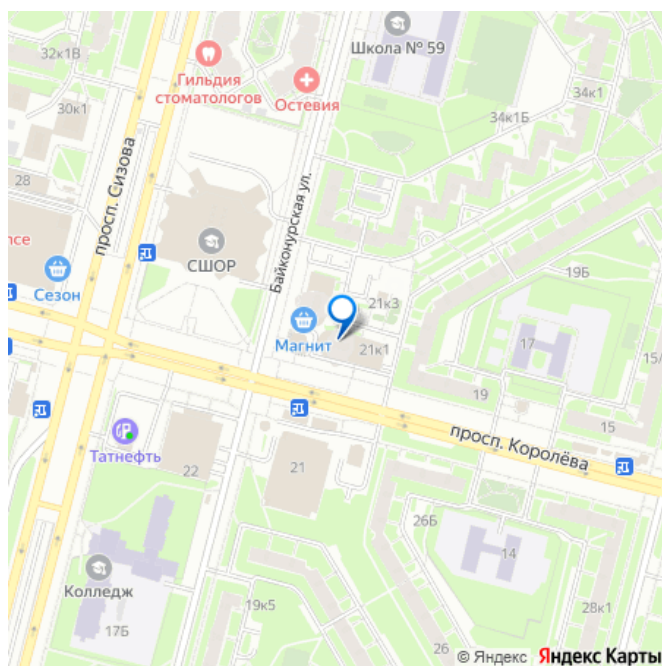 32к1В
Школа № 59
Гильдия
стоматологов
Остевия
34к1
30к1
34к1Б
28
просп. Сизова
Байконурская ул.
nce
СШОР
19Б
Сезон
21к3
17
Магнит
21к1
19
15
просп. Королёва
Татнефть
22
21
26Б
14
Колледж
19к5
28к1
17Б
26
© Яндекс Яндекс Карты